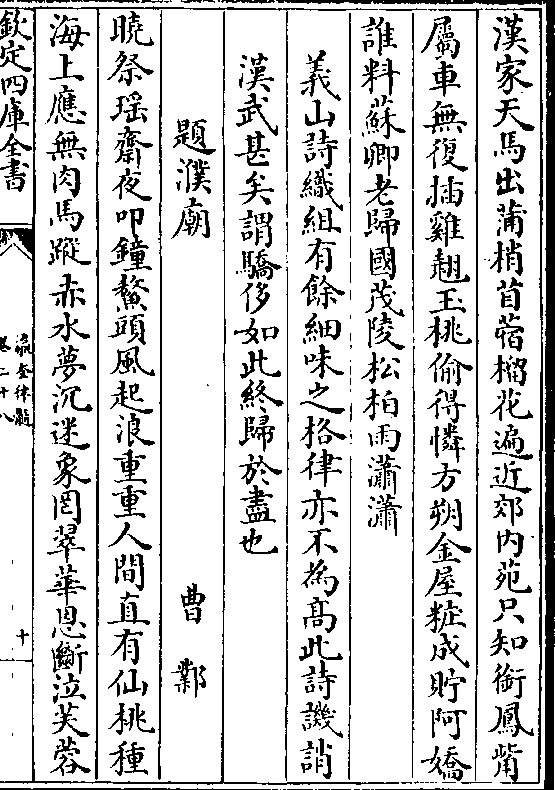 漢家天馬出蒲梢苜蓿榴花遍近郊内苑只知銜鳳觜
屬車無復插雞翹玉桃偷得憐方朔金屋粧成貯阿嬌
誰料蘇卿老歸國茂陵松柏雨瀟瀟
義山詩織組有餘細味之格律亦不為髙此詩譏誚
漢武甚矣謂驕侈如此終歸於盡也
題濮廟　曹鄴
曉祭瑶齋夜叩鐘鰲頭風起浪重重人間直有仙桃種
海上應無肉馬蹤赤水夢沉迷象罔翠華恩斷泣芙蓉
欽定四庫全書
瀛奎律髓
卷二十八
十